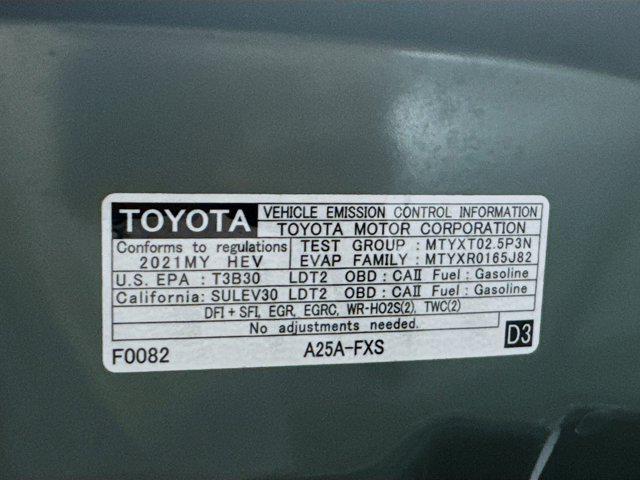 TOYOTA VEHICLE EMISSION CONTROL INFORMATION
TOYOTA MOTOR CORPORATION
Conforms to regulations
2021MY HEV
TEST GROUP : MTYXT02.5P3N
EVAP FAMILY : MTYXR0165J82
U.S. EPA : T3B30 LDT2 OBD : CAⅡ Fuel : Gasoline
California: SULEV30 LDT2 OBD : CAⅡ Fuel : Gasoline
DFI + SFI, EGR, EGRC, WR-HO2S(2), TWC(2)
No adjustments needed.
F0082 A25A-FXS D3